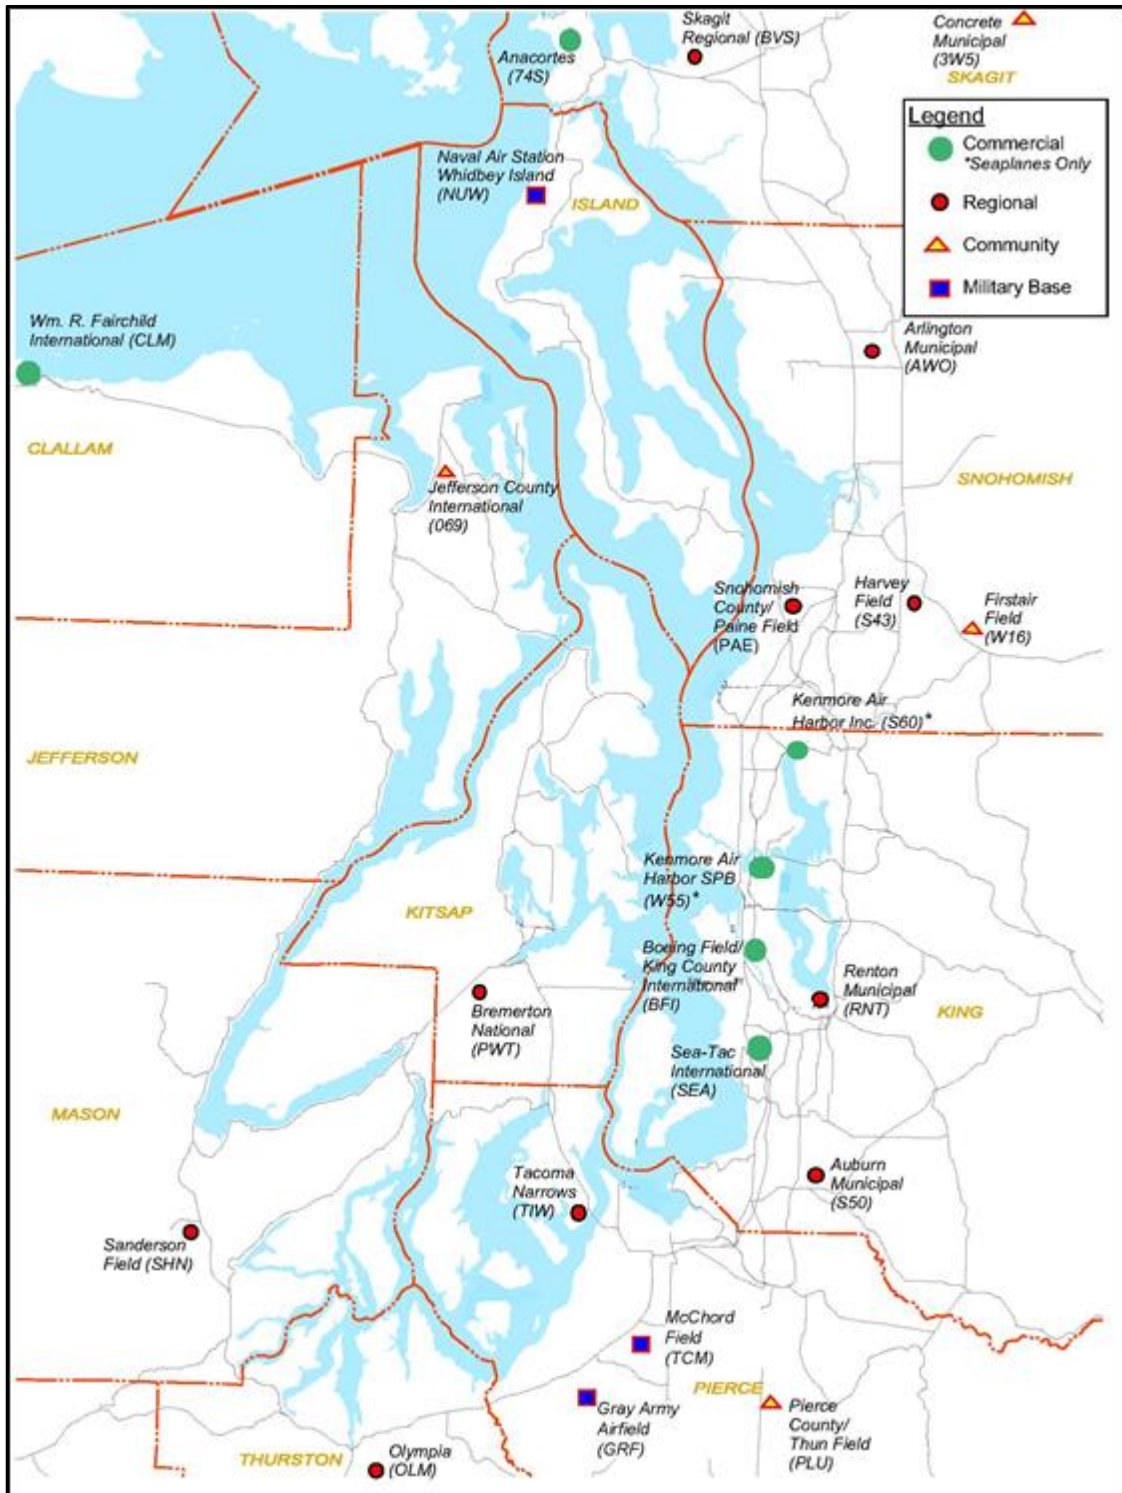 Skagit
Regional (BVS)
Concrete
Municipal
(3W5)
SKAGIT
Anacortes
(74S)
Legend
Commercial
*Seaplanes Only
Regional
Community
Military Base
Naval Air Station
Whidbey Island
(NUW)
ISLAND
Wm. R. Fairchild
International (CLM)
Arlington
Municipal
(AWO)
CLALLAM
SNOHOMISH
Jefferson County
International
(069)
Snohomish
County/
Paine Field
(PAE)
Harvey
Field
(S43)
Firstair
Field
(W16)
Kenmore Air
Harbor Inc. (S60)*
JEFFERSON
Kenmore Air
Harbor SPB
(W55)*
KITSAP
Boeing Field/
King County
International
(BFI)
Renton
Municipal
(RNT)
KING
Bremerton
National
(PWT)
Sea-Tac
International
(SEA)
MASON
Tacoma
Narrows
(TIW)
Auburn
Municipal
(S50)
Sanderson
Field (SHN)
McChord
Field
(TCM)
PIERCE
Gray Army
Airfield
(GRF)
Pierce
County/
Thun Field
(PLU)
THURSTON
Olympia
(OLM)